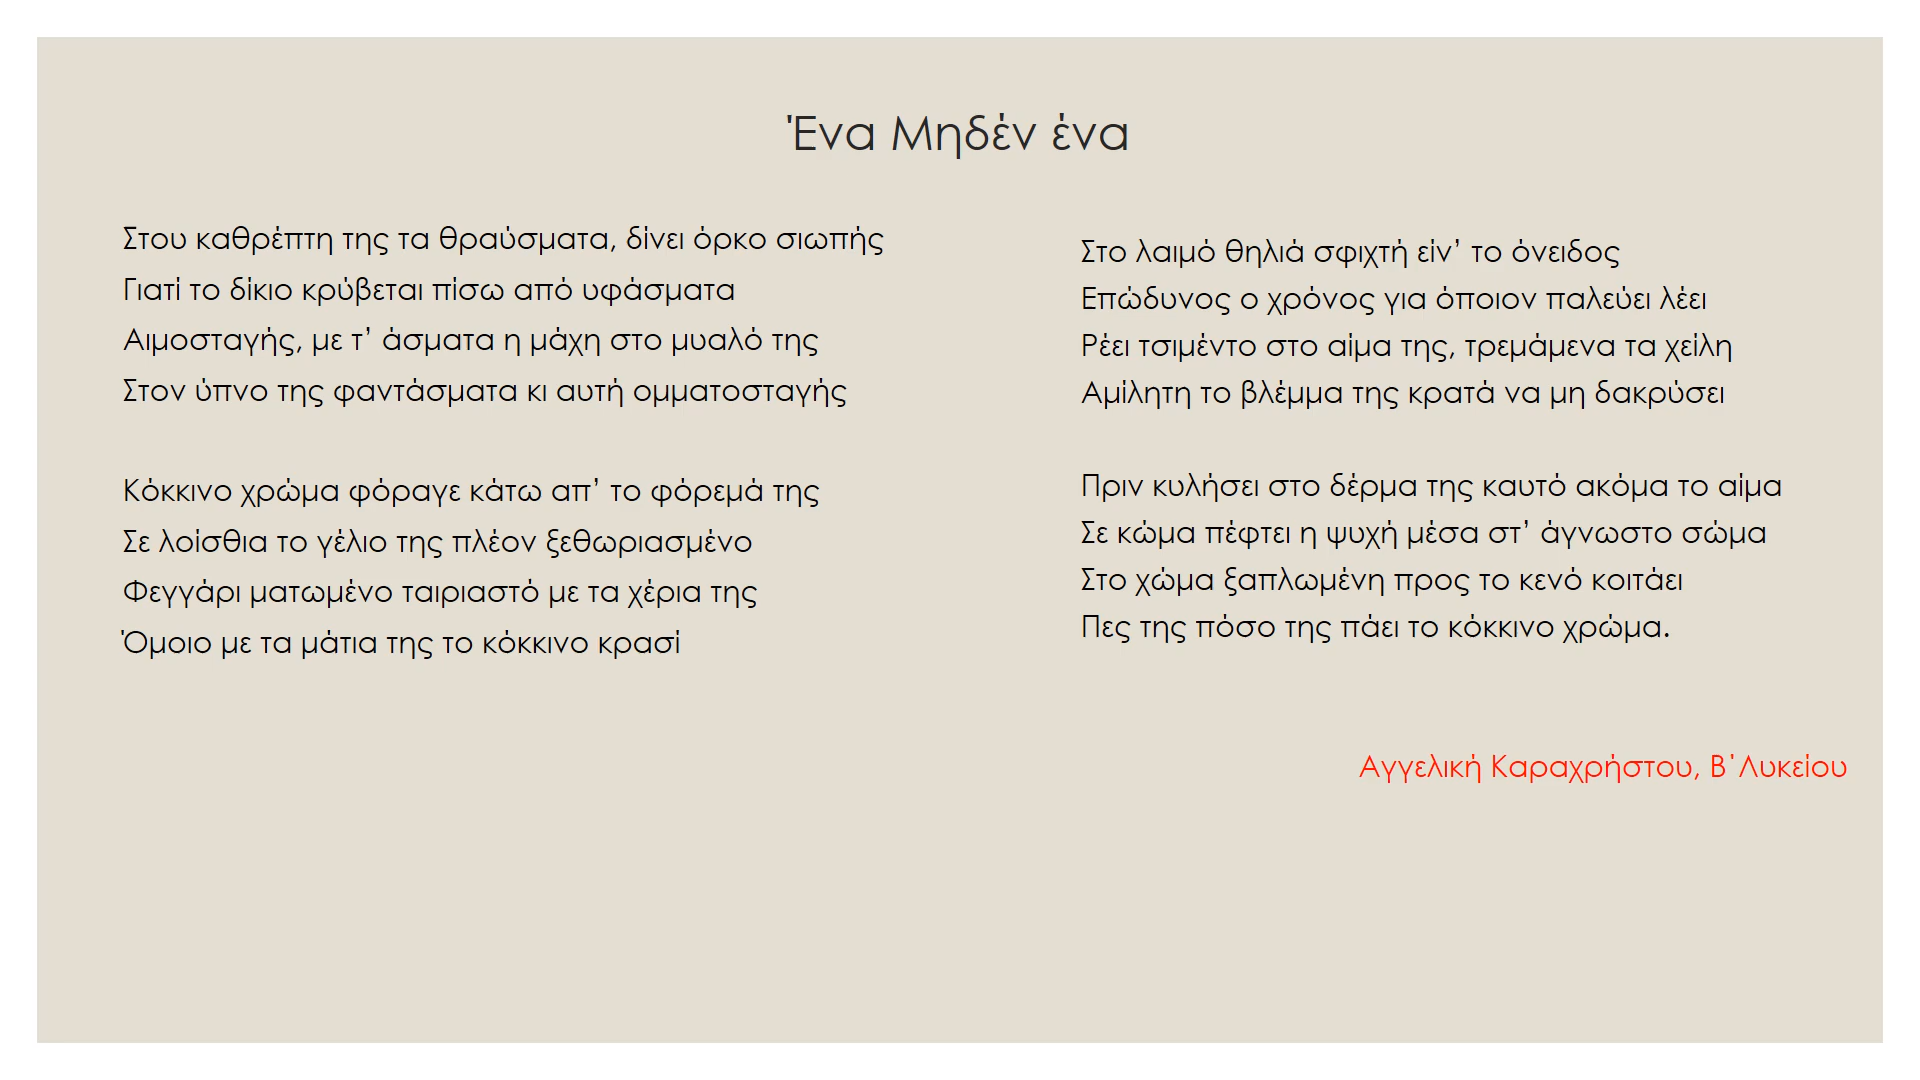 Ένα Μηδέν ένα
Στου καθρέπτη της τα θραύσματα, δίνει όρκο σιωπής
Γιατί το δίκιο κρύβεται πίσω από υφάσματα
Αιμοσταγής, με τ’ άσματα η μάχη στο μυαλό της
Στον ύπνο της φαντάσματα κι αυτή ομματοσταγής
Κόκκινο χρώμα φόραγε κάτω απ’ το φόρεμά της
Σε λοίσθια το γέλιο της πλέον ξεθωριασμένο
Φεγγάρι ματωμένο ταιριαστό με τα χέρια της
Όμοιο με τα μάτια της το κόκκινο κρασί
Στο λαιμό θηλιά σφιχτή είν’ το όνειδος
Επώδυνος ο χρόνος για όποιον παλεύει λέει
Ρέει τσιμέντο στο αίμα της, τρεμάμενα τα χείλη
Αμίλητη το βλέμμα της κρατά να μη δακρύσει
Πριν κυλήσει στο δέρμα της καυτό ακόμα το αίμα
Σε κώμα πέφτει η ψυχή μέσα στ’ άγνωστο σώμα
Στο χώμα ξαπλωμένη προς το κενό κοιτάει
Πες της πόσο της πάει το κόκκινο χρώμα.
Αγγελική Καραχρήστου, Β΄Λυκείου